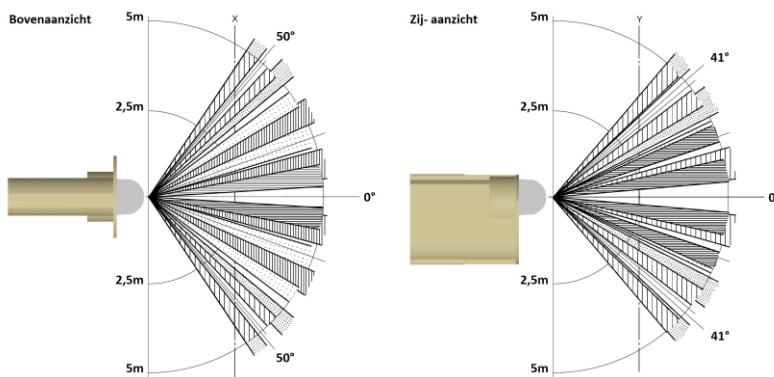 Bovenaanzicht
5m
X
50°
2,5m
0°
2,5m
50°
5m
Zij- aanzicht
5m
Y
41°
2,5m
0
2,5m
41°
5m